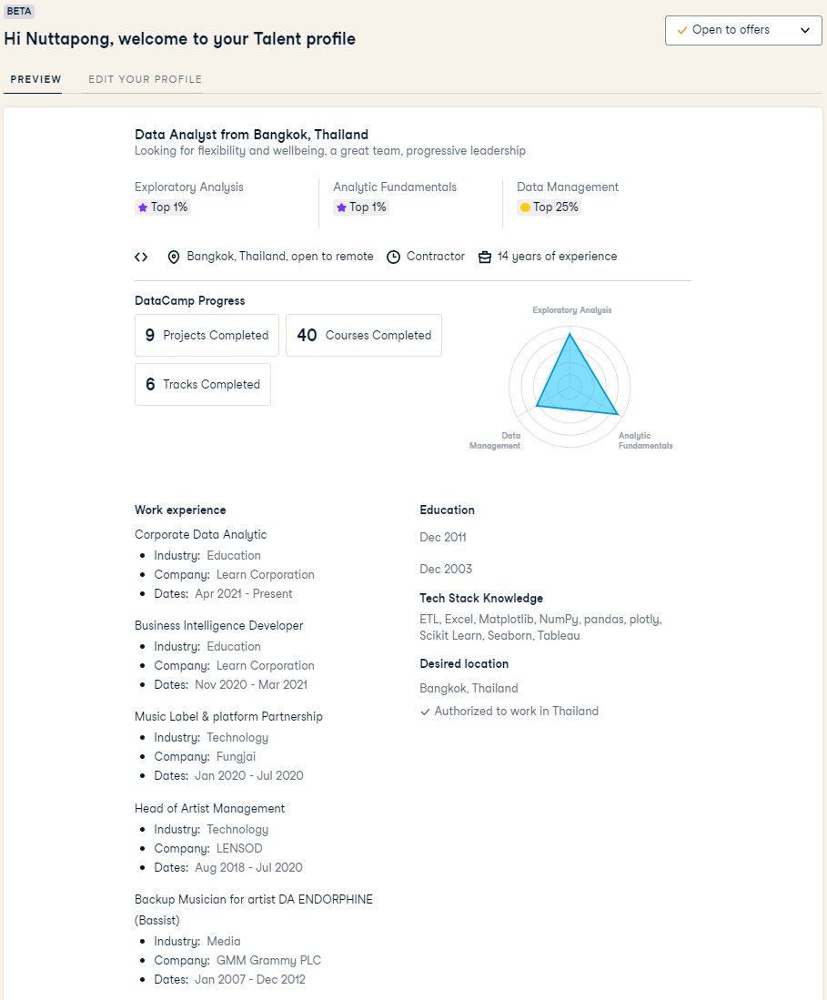 BETA
Hi Nuttapong, welcome to your Talent profile
Open to offers
PREVIEW
EDIT YOUR PROFILE
Data Analyst from Bangkok, Thailand
Looking for flexibility and wellbeing, a great team, progressive leadership
Exploratory Analysis
Top 1%
Analytic Fundamentals
Top 1%
Data Management
Top 25%
Bangkok, Thailand, open to remote
Contractor
14 years of experience
DataCamp Progress
9 Projects Completed
40 Courses Completed
6 Tracks Completed
Exploratory Analysis
Data
Management
Analytic
Fundamentals
Work experience
Corporate Data Analytic
Industry: Education
Company: Learn Corporation
Dates: Apr 2021 - Present
Business Intelligence Developer
Industry: Education
Company: Learn Corporation
Dates: Nov 2020 - Mar 2021
Music Label & platform Partnership
Industry: Technology
Company: Fungjai
Dates: Jan 2020 - Jul 2020
Head of Artist Management
Industry: Technology
Company: LENSOD
Dates: Aug 2018 - Jul 2020
Backup Musician for artist DA ENDORPHINE
(Bassist)
Industry: Media
Company: GMM Grammy PLC
Dates: Jan 2007 - Dec 2012
Education
Dec 2011
Dec 2003
Tech Stack Knowledge
ETL, Excel, Matplotlib, NumPy, pandas, plotly,
Scikit Learn, Seaborn, Tableau
Desired location
Bangkok, Thailand
Authorized to work in Thailand